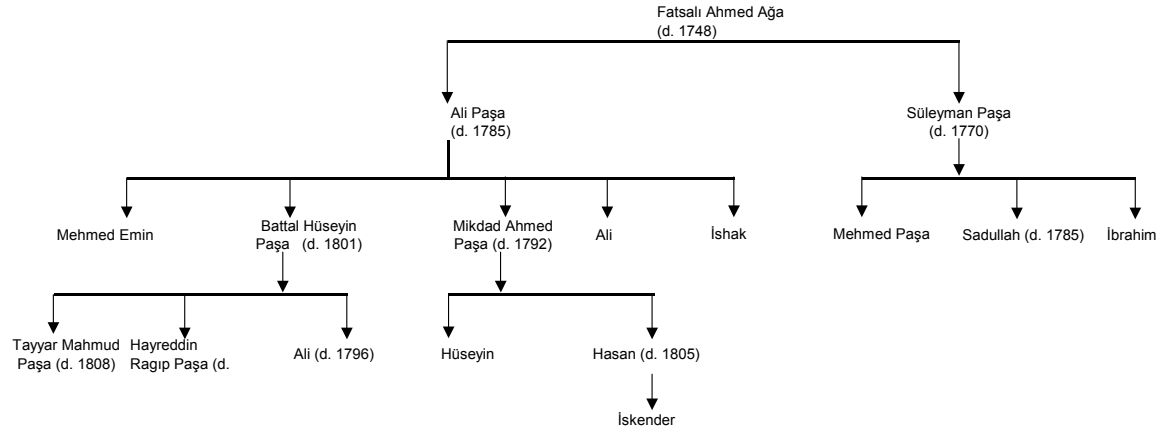 Fatsalı Ahmed Ağa
(d. 1748)
Ali Paşa
(d. 1785)
Süleyman Paşa
(d. 1770)
Mehmed Emin
Battal Hüseyin
Paşa (d. 1801)
Mikdad Ahmed
Paşa (d. 1792)
Ali
İshak
Mehmed Paşa
Sadullah (d. 1785)
İbrahim
Tayyar Mahmud
Paşa (d. 1808)
Hayreddin
Ragıp Paşa (d.
Ali (d. 1796)
Hüseyin
Hasan (d. 1805)
İskender